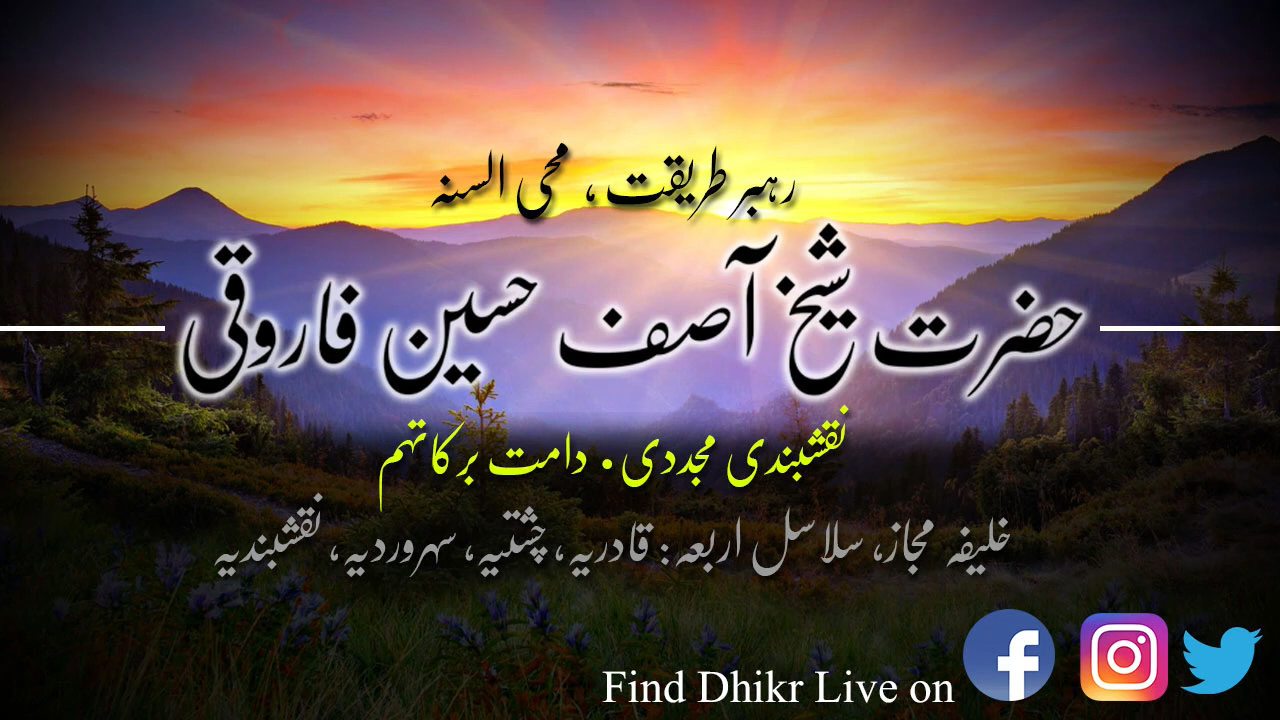 رہبر طریقت، محی السنہ
حضرت شیخ آصف حسین فاروقی
نقشبندی مجددی۔ دامت برکاتہم
خلیفہ مجاز، سلاسل اربعہ: قادریہ، چشتیہ، سہروردیہ، نقشبندیہ
Find Dhikr Live on